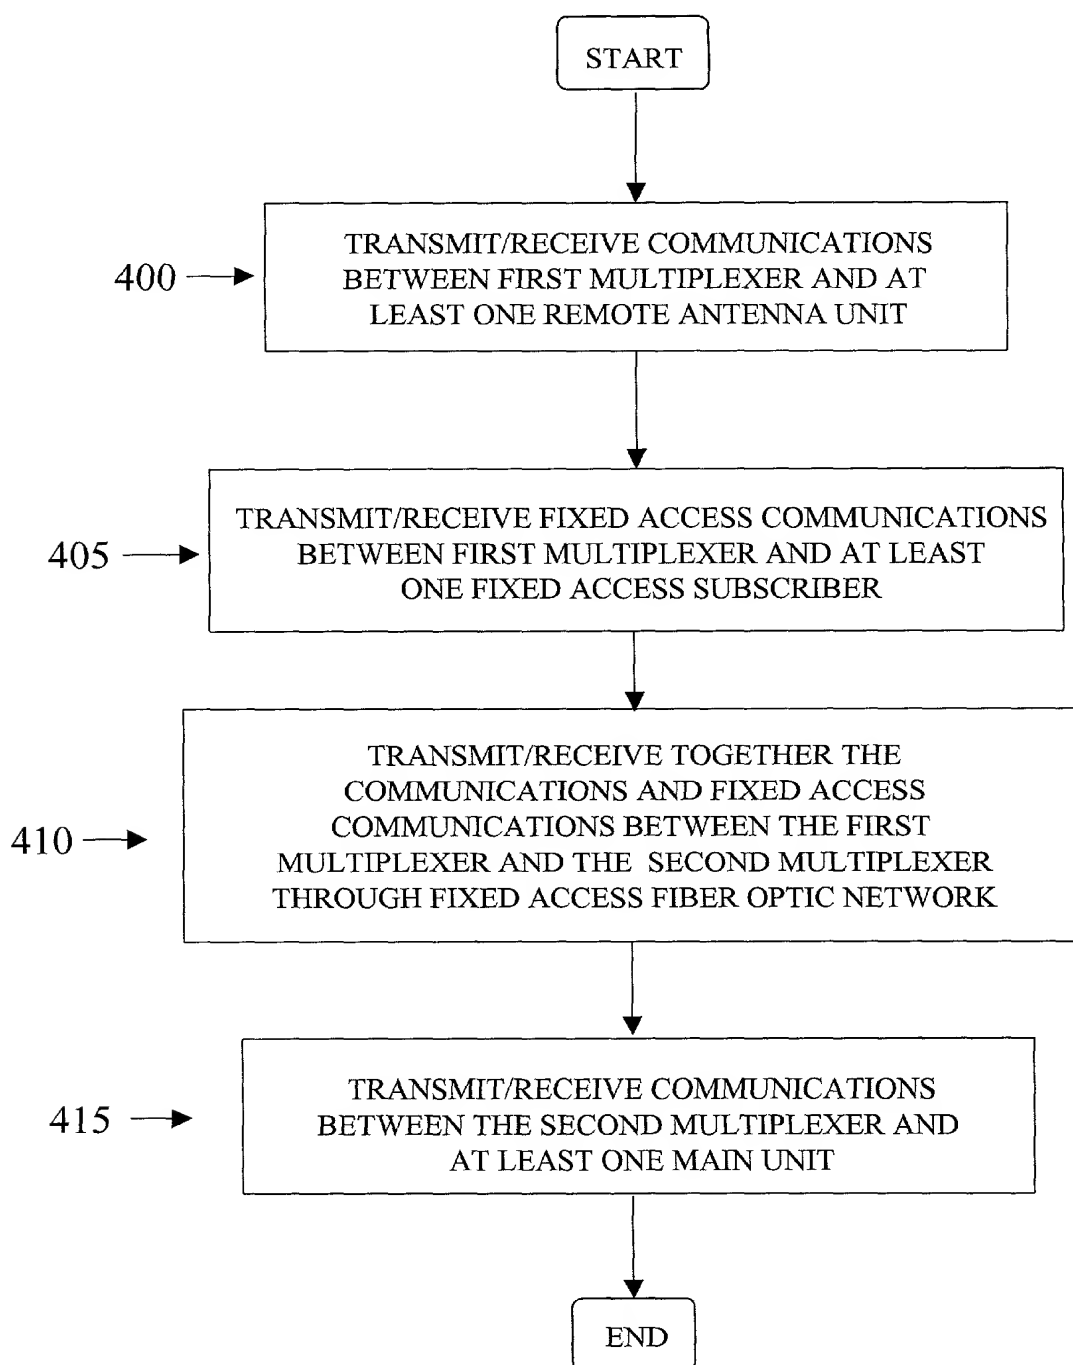 START
400
TRANSMIT/RECEIVE COMMUNICATIONS
BETWEEN FIRST MULTIPLEXER AND AT
LEAST ONE REMOTE ANTENNA UNIT
405
TRANSMIT/RECEIVE FIXED ACCESS COMMUNICATIONS
BETWEEN FIRST MULTIPLEXER AND AT LEAST
ONE FIXED ACCESS SUBSCRIBER
410
TRANSMIT/RECEIVE TOGETHER THE
COMMUNICATIONS AND FIXED ACCESS
COMMUNICATIONS BETWEEN THE FIRST
MULTIPLEXER AND THE SECOND MULTIPLEXER
THROUGH FIXED ACCESS FIBER OPTIC NETWORK
415
TRANSMIT/RECEIVE COMMUNICATIONS
BETWEEN THE SECOND MULTIPLEXER AND
AT LEAST ONE MAIN UNIT
END